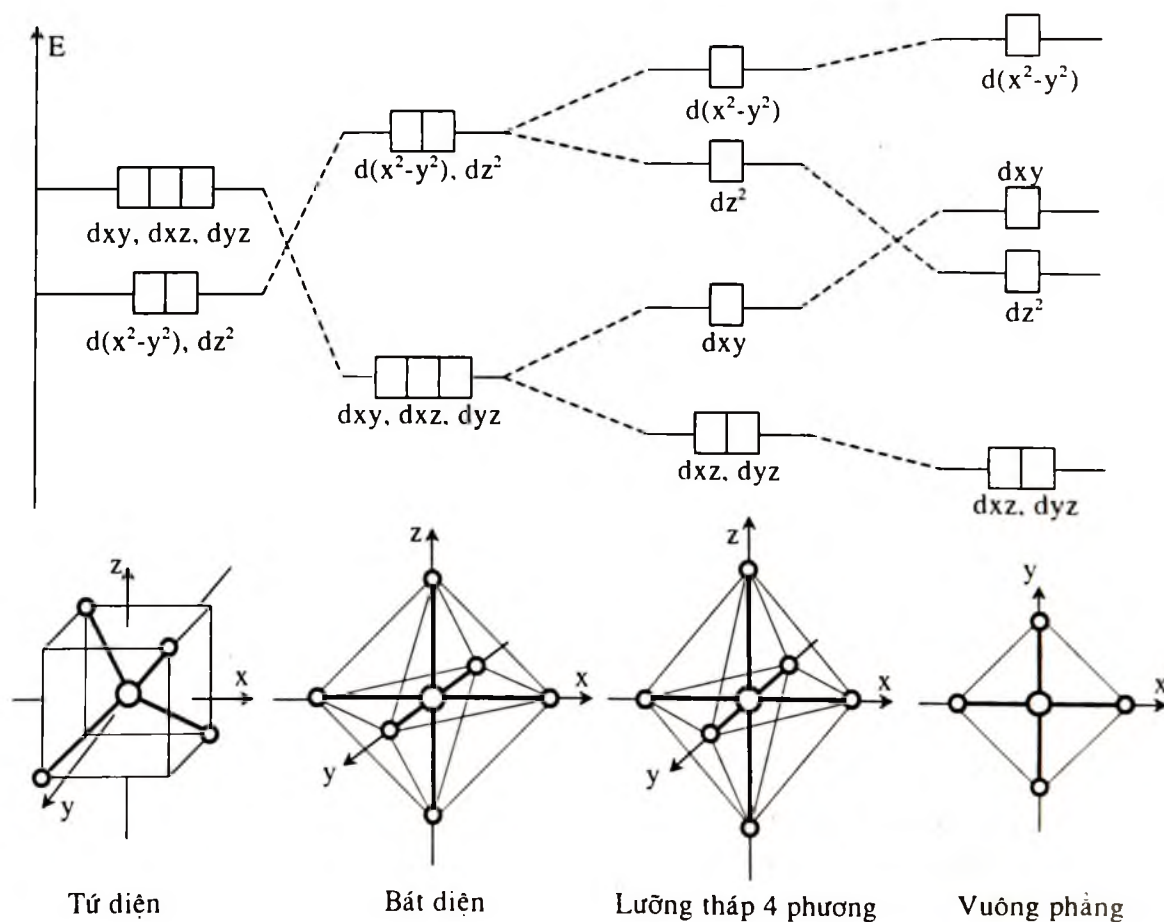 E
d(x²-y²)
d(x²-y²)
d(x²-y²), dz²
dz²
dxy
dxy, dxz, dyz
dz²
d(x²-y²), dz²
dxy
dxy, dxz, dyz
dxz, dyz
dxz, dyz
z
x
y
z
x
y
z
x
y
y
x
Tứ diện
Bát diện
Lưỡng tháp 4 phương
Vuông phẳng